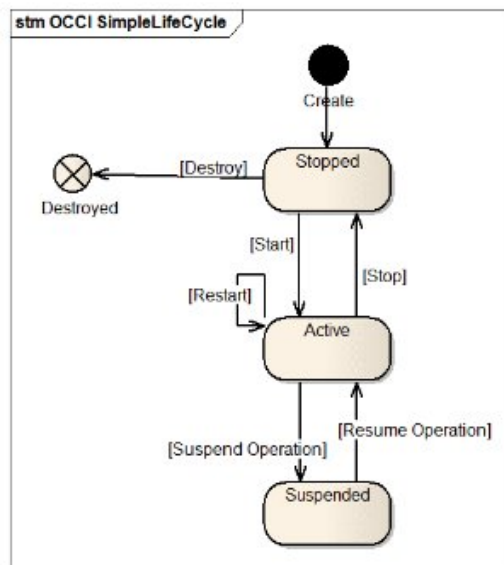 stm OCCI SimpleLifeCycle
Create
Stopped
[Destroy]
Destroyed
[Start]
[Stop]
[Restart]
Active
[Resume Operation]
[Suspend Operation]
Suspended